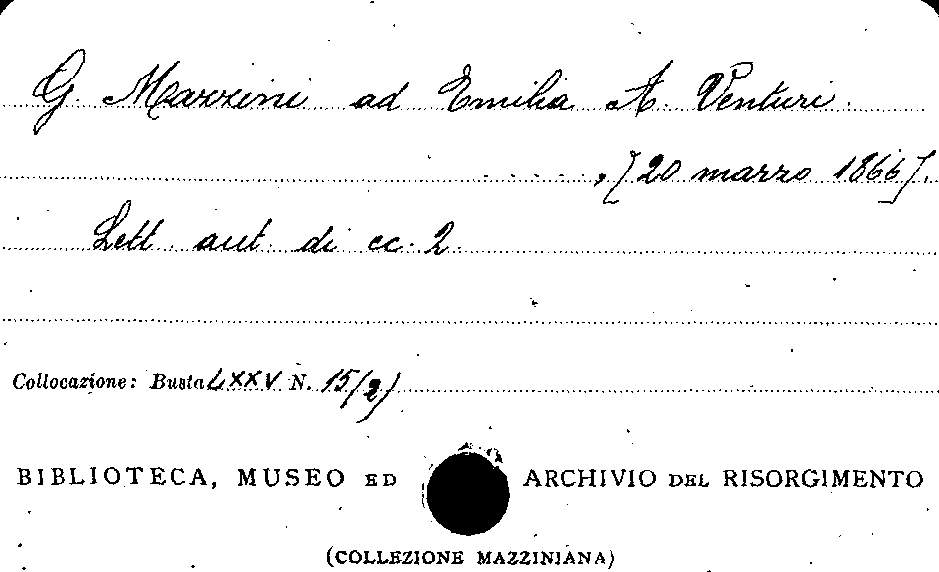 G. Mazzini ad Emilia A. Venturi.
....., [20 marzo 1866].
Lett. aut. di cc. 2.
Collocazione: Busta LXXV N. 15/2)
BIBLIOTECA, MUSEO ED ARCHIVIO DEL RISORGIMENTO
(COLLEZIONE MAZZINIANA)